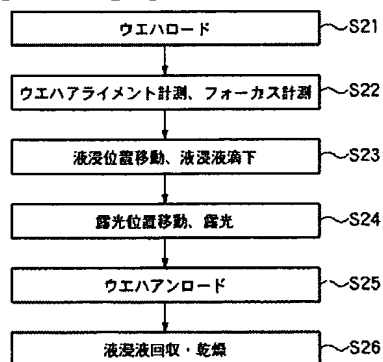 ウエハロード
S21
ウエハアライメント計測、フォーカス計測
S22
液浸位置移動、液浸液滴下
S23
露光位置移動、露光
S24
ウエハアンロード
S25
液浸液回収・乾燥
S26